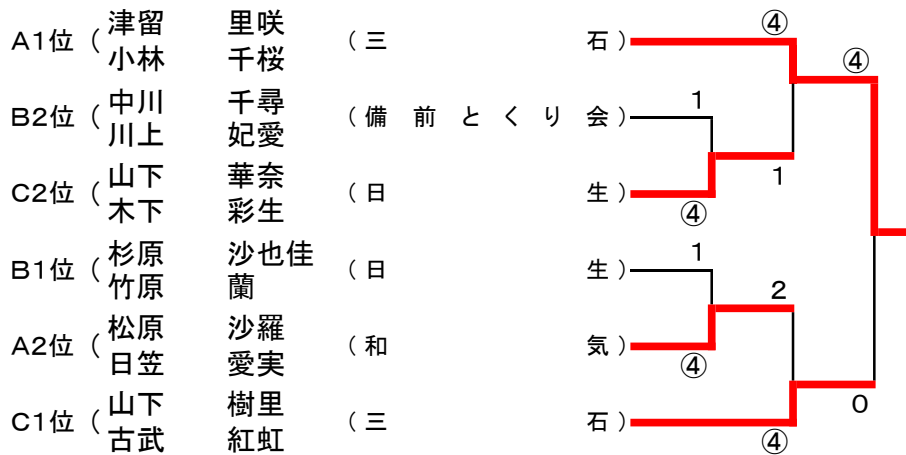 津留 里咲
A1位 ( ( 三 石 ) ④
小林 千桜 ④
中川 千尋 1
B2位 ( ( 備 前 と く り 会 )
川上 妃愛
山下 華奈 1
C2位 ( ( 日 生 )
木下 彩生 ④
杉原 沙也佳 1
B1位 ( ( 日 生 )
竹原 蘭 2
松原 沙羅
A2位 ( ( 和 気 )
日笠 愛実 ④
山下 樹里 0
C1位 ( ( 三 石 )
古武 紅虹 ④